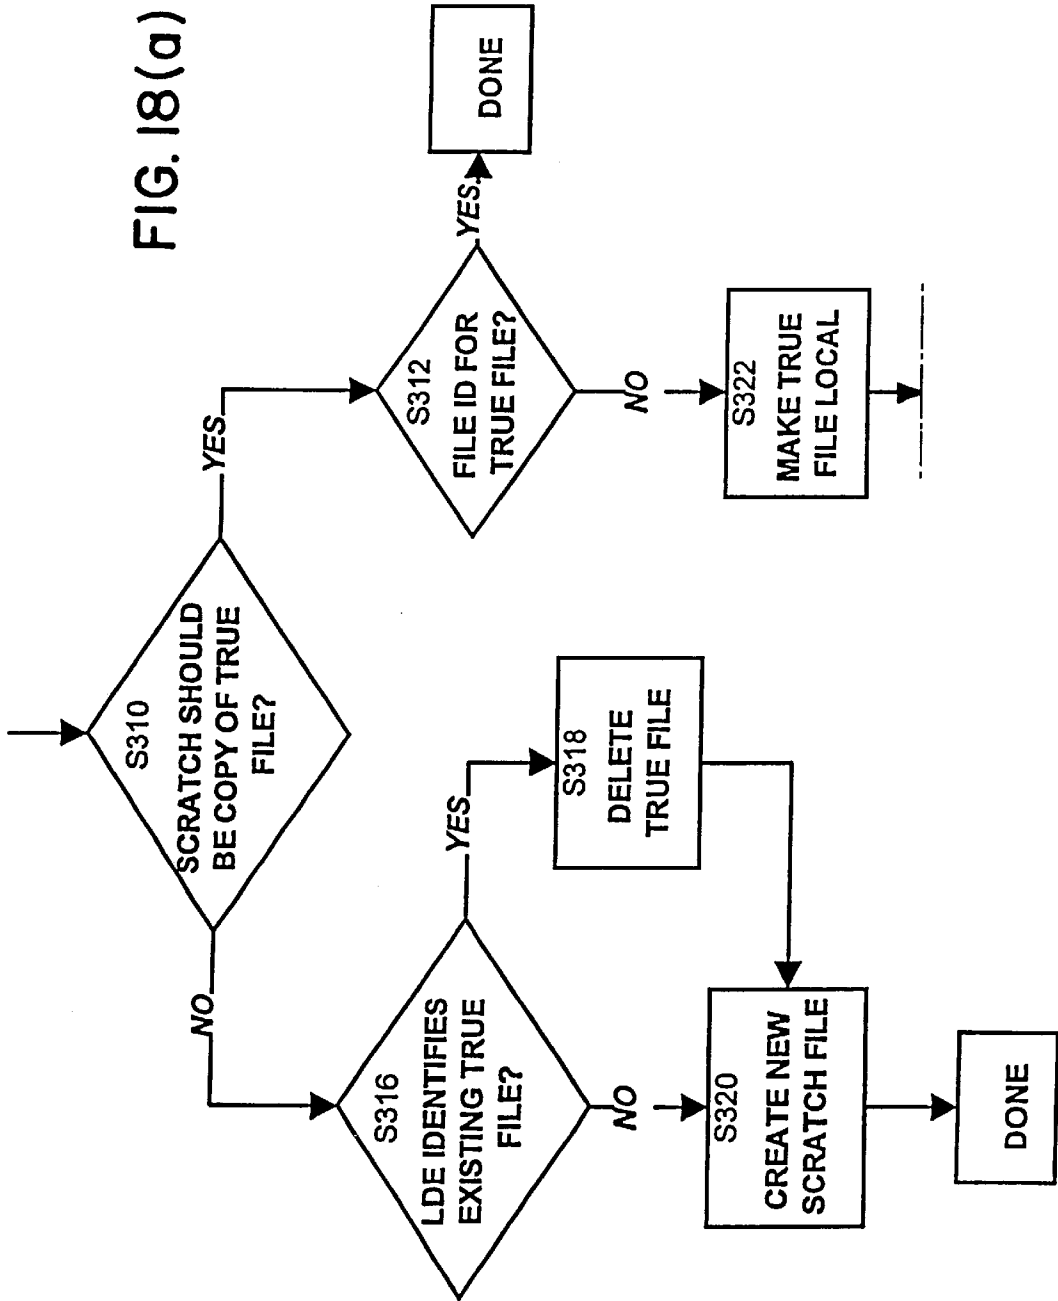 FIG. 18(a)
S310
SCRATCH SHOULD
BE COPY OF TRUE
FILE?
NO
YES
S316
LDE IDENTIFIES
EXISTING TRUE
FILE?
YES
NO
S318
DELETE
TRUE FILE
S320
CREATE NEW
SCRATCH FILE
DONE
S312
FILE ID FOR
TRUE FILE?
YES
DONE
NO
S322
MAKE TRUE
FILE LOCAL